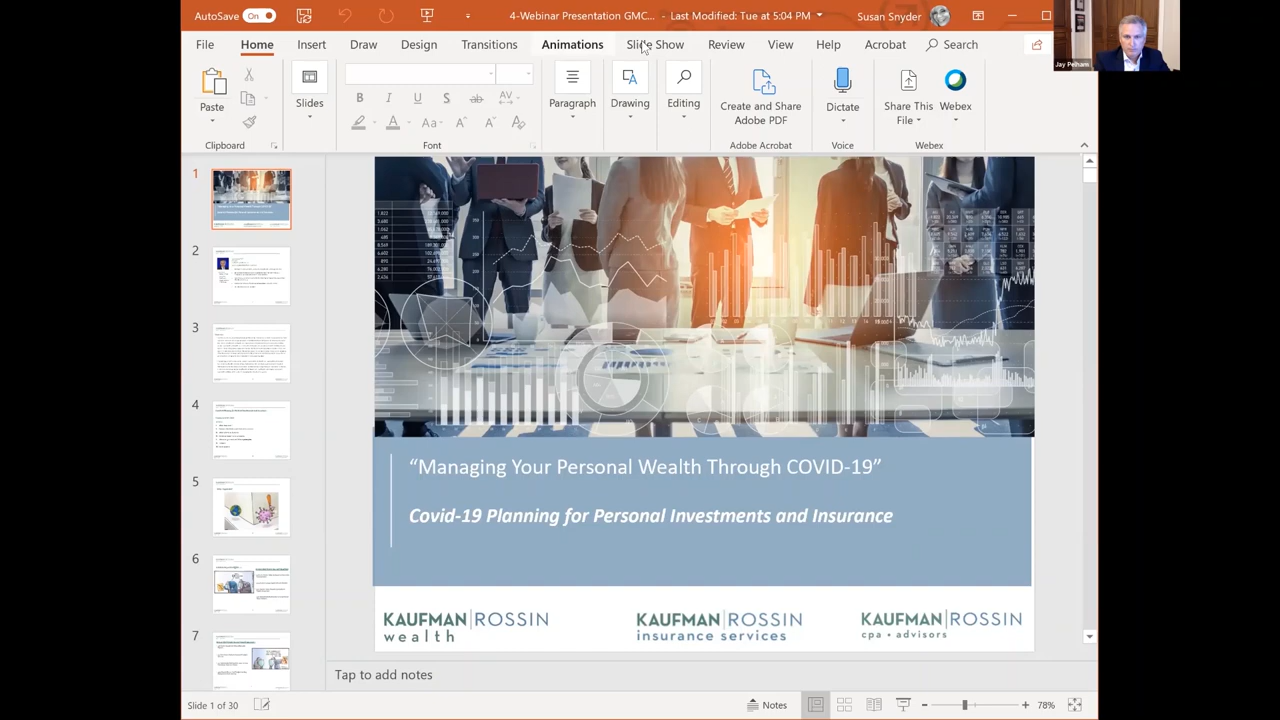 AutoSave On
4-Webinar Presentation GMC... - Last Modified: Tue at 5:04 PM
Susan Snyder
Jay Pelham
File Home Insert Draw Design Transitions Animations Slide Show Review View Help Acrobat Search
Paste
Slides
B I U S ab AV
A Aa A A
Paragraph
Drawing
Editing
Create and Share
Adobe PDF
Dictate
Share This
File
Webex
Clipboard
Font
Adobe Acrobat
Voice
Webex
1
2
3
4
5
6
7
“Managing Your Personal Wealth Through COVID-19”
Covid-19 Planning for Personal Investments and Insurance
KAUFMAN ROSSIN
wealth
KAUFMAN ROSSIN
insurance services
KAUFMAN ROSSIN
cpa • advisors
Tap to add notes
Slide 1 of 30
Notes
78%